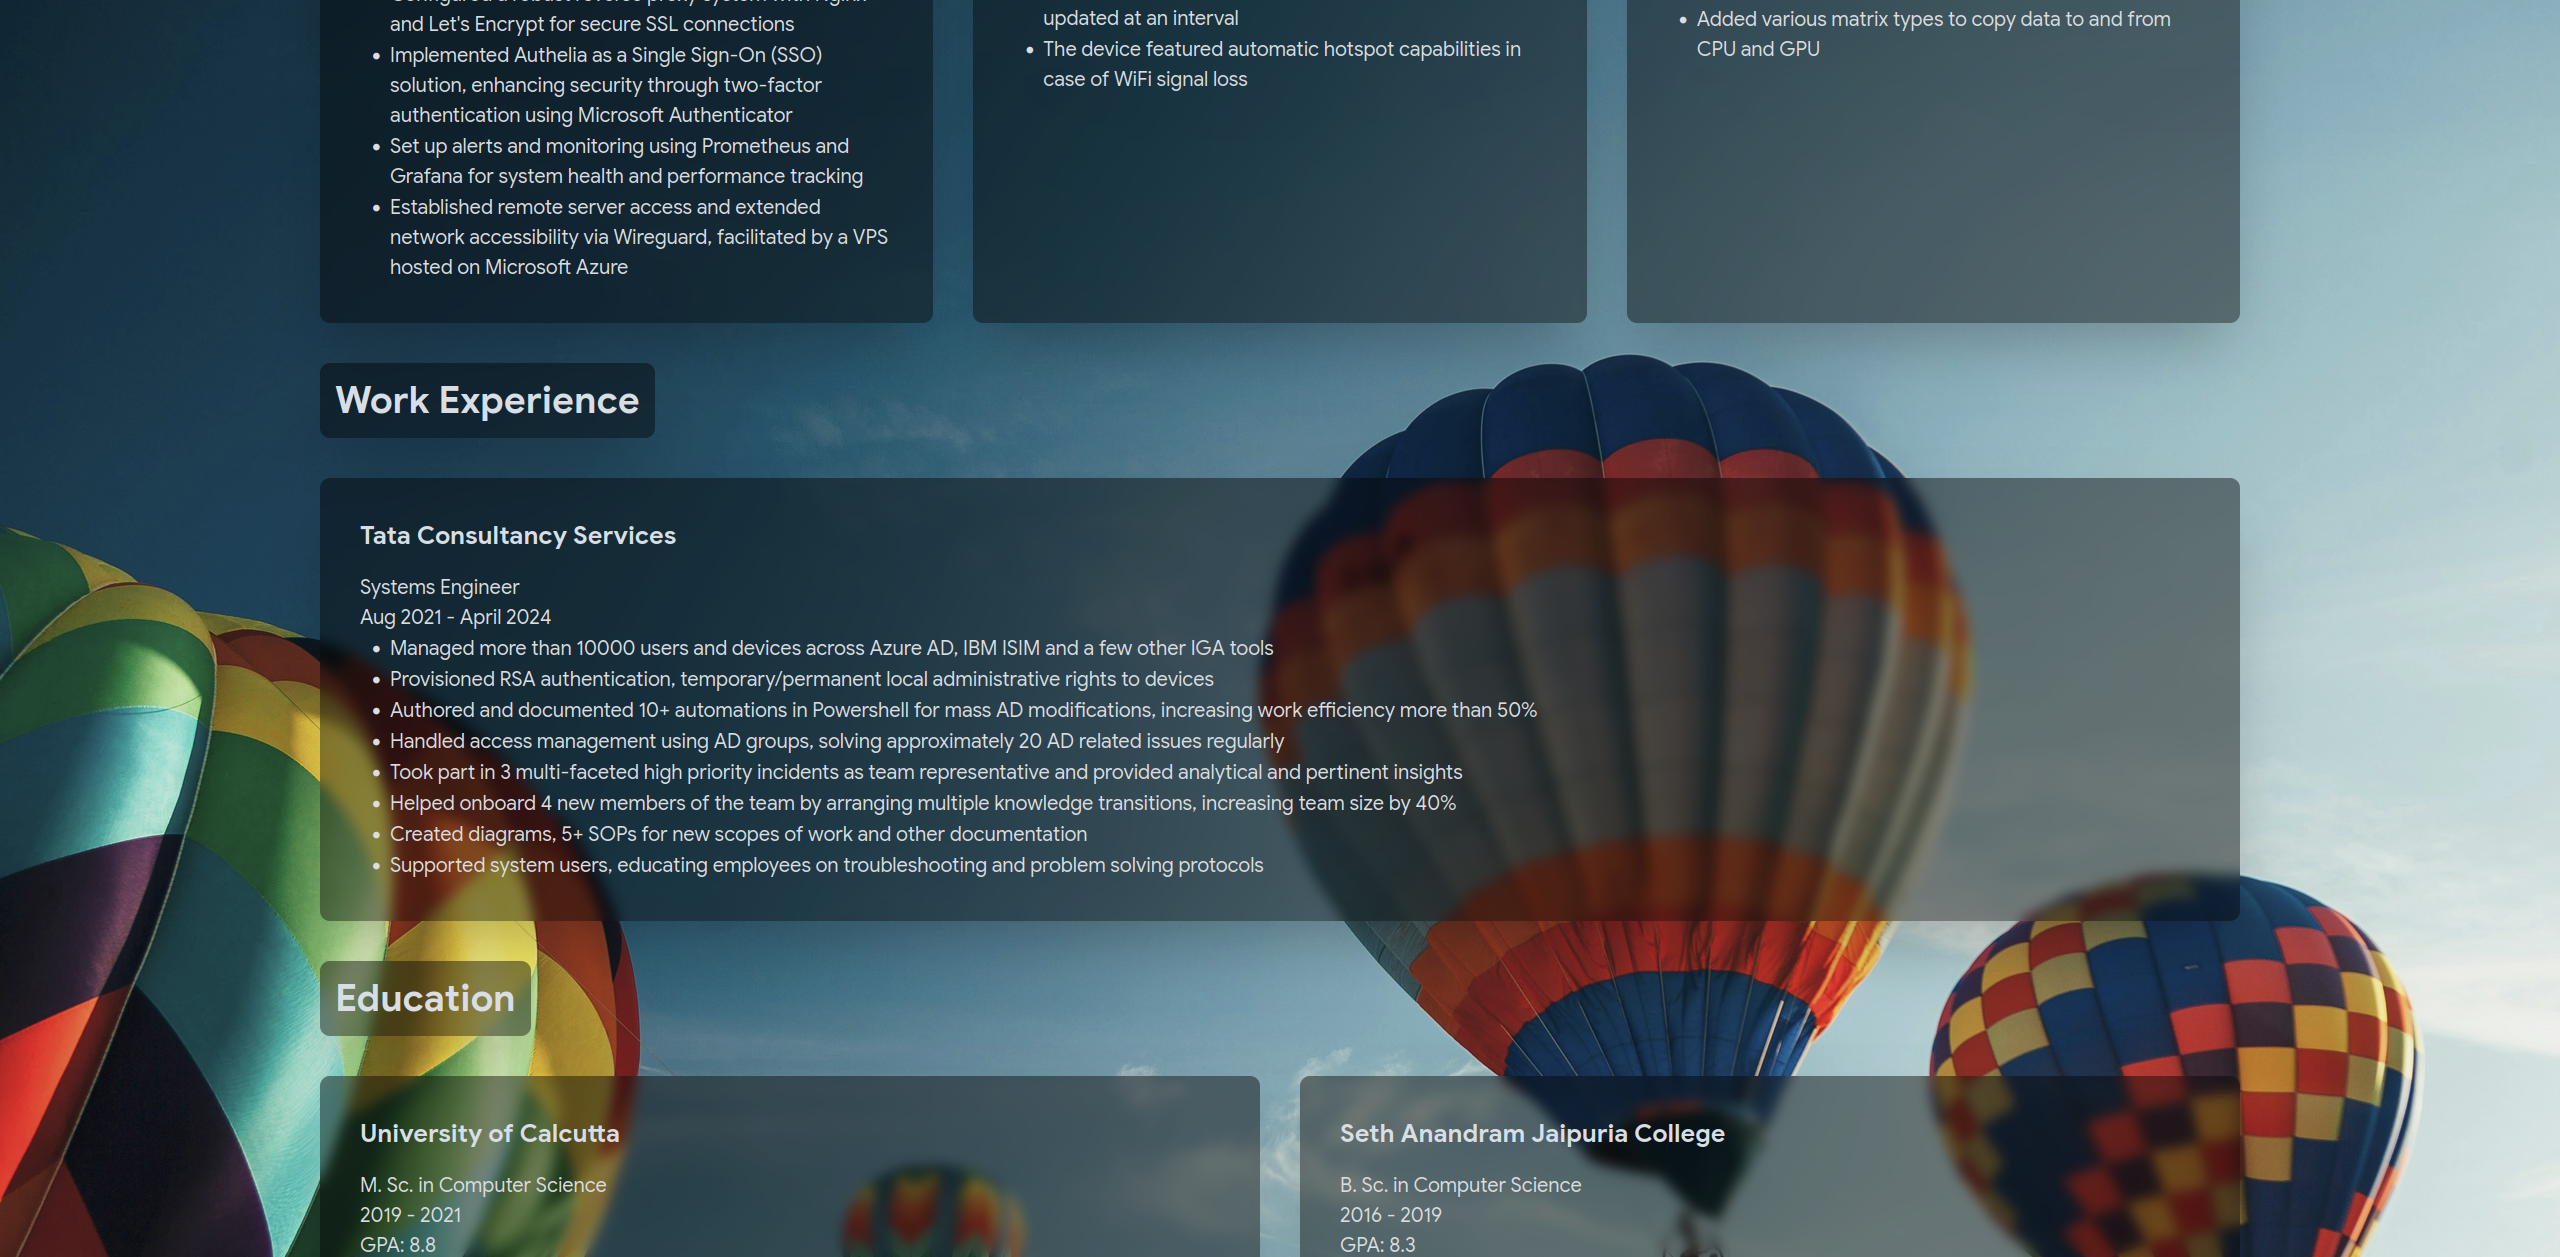 and Let's Encrypt for secure SSL connections
Implemented Authelia as a Single Sign-On (SSO)
solution, enhancing security through two-factor
authentication using Microsoft Authenticator
Set up alerts and monitoring using Prometheus and
Grafana for system health and performance tracking
Established remote server access and extended
network accessibility via Wireguard, facilitated by a VPS
hosted on Microsoft Azure
updated at an interval
The device featured automatic hotspot capabilities in
case of WiFi signal loss
Added various matrix types to copy data to and from
CPU and GPU
Work Experience
Tata Consultancy Services
Systems Engineer
Aug 2021 - April 2024
Managed more than 10000 users and devices across Azure AD, IBM ISIM and a few other IGA tools
Provisioned RSA authentication, temporary/permanent local administrative rights to devices
Authored and documented 10+ automations in Powershell for mass AD modifications, increasing work efficiency more than 50%
Handled access management using AD groups, solving approximately 20 AD related issues regularly
Took part in 3 multi-faceted high priority incidents as team representative and provided analytical and pertinent insights
Helped onboard 4 new members of the team by arranging multiple knowledge transitions, increasing team size by 40%
Created diagrams, 5+ SOPs for new scopes of work and other documentation
Supported system users, educating employees on troubleshooting and problem solving protocols
Education
University of Calcutta
M. Sc. in Computer Science
2019 - 2021
GPA: 8.8
Seth Anandram Jaipuria College
B. Sc. in Computer Science
2016 - 2019
GPA: 8.3